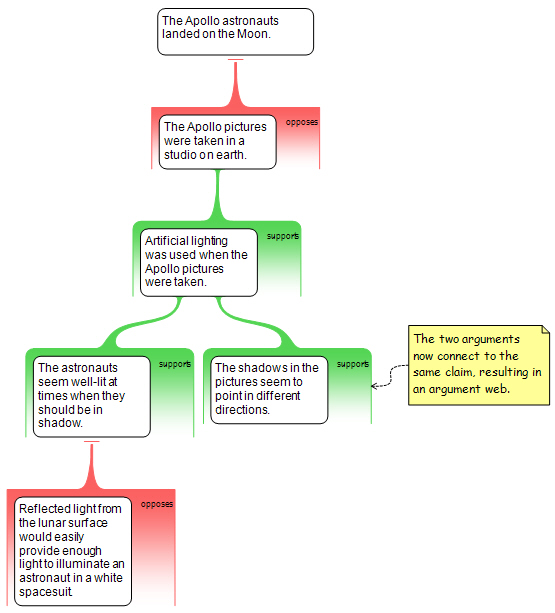 The Apollo astronauts
landed on the Moon.
opposes
The Apollo pictures
were taken in a
studio on earth.
supports
Artificial lighting
was used when the
Apollo pictures
were taken.
supports
The astronauts
seem well-lit at
times when they
should be in
shadow.
supports
The shadows in the
pictures seem to
point in different
directions.
The two arguments
now connect to the
same claim, resulting
in an argument web.
opposes
Reflected light from
the lunar surface
would easily
provide enough
light to illuminate an
astronaut in a white
spacesuit.